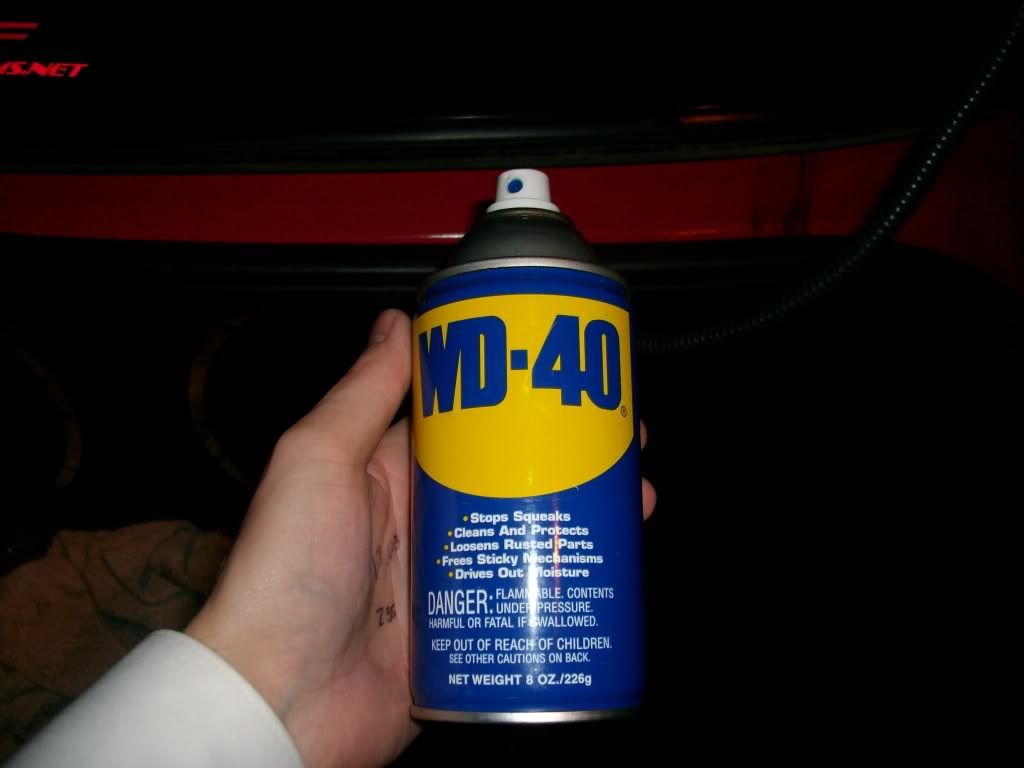 S.NET
WD-40®
•Stops Squeaks
•Cleans And Protects
•Loosens Rusted Parts
•Frees Sticky Mechanisms
•Drives Out Moisture
DANGER: FLAMMABLE. CONTENTS
UNDER PRESSURE.
HARMFUL OR FATAL IF SWALLOWED.
KEEP OUT OF REACH OF CHILDREN.
SEE OTHER CAUTIONS ON BACK.
NET WEIGHT 8 OZ./226g